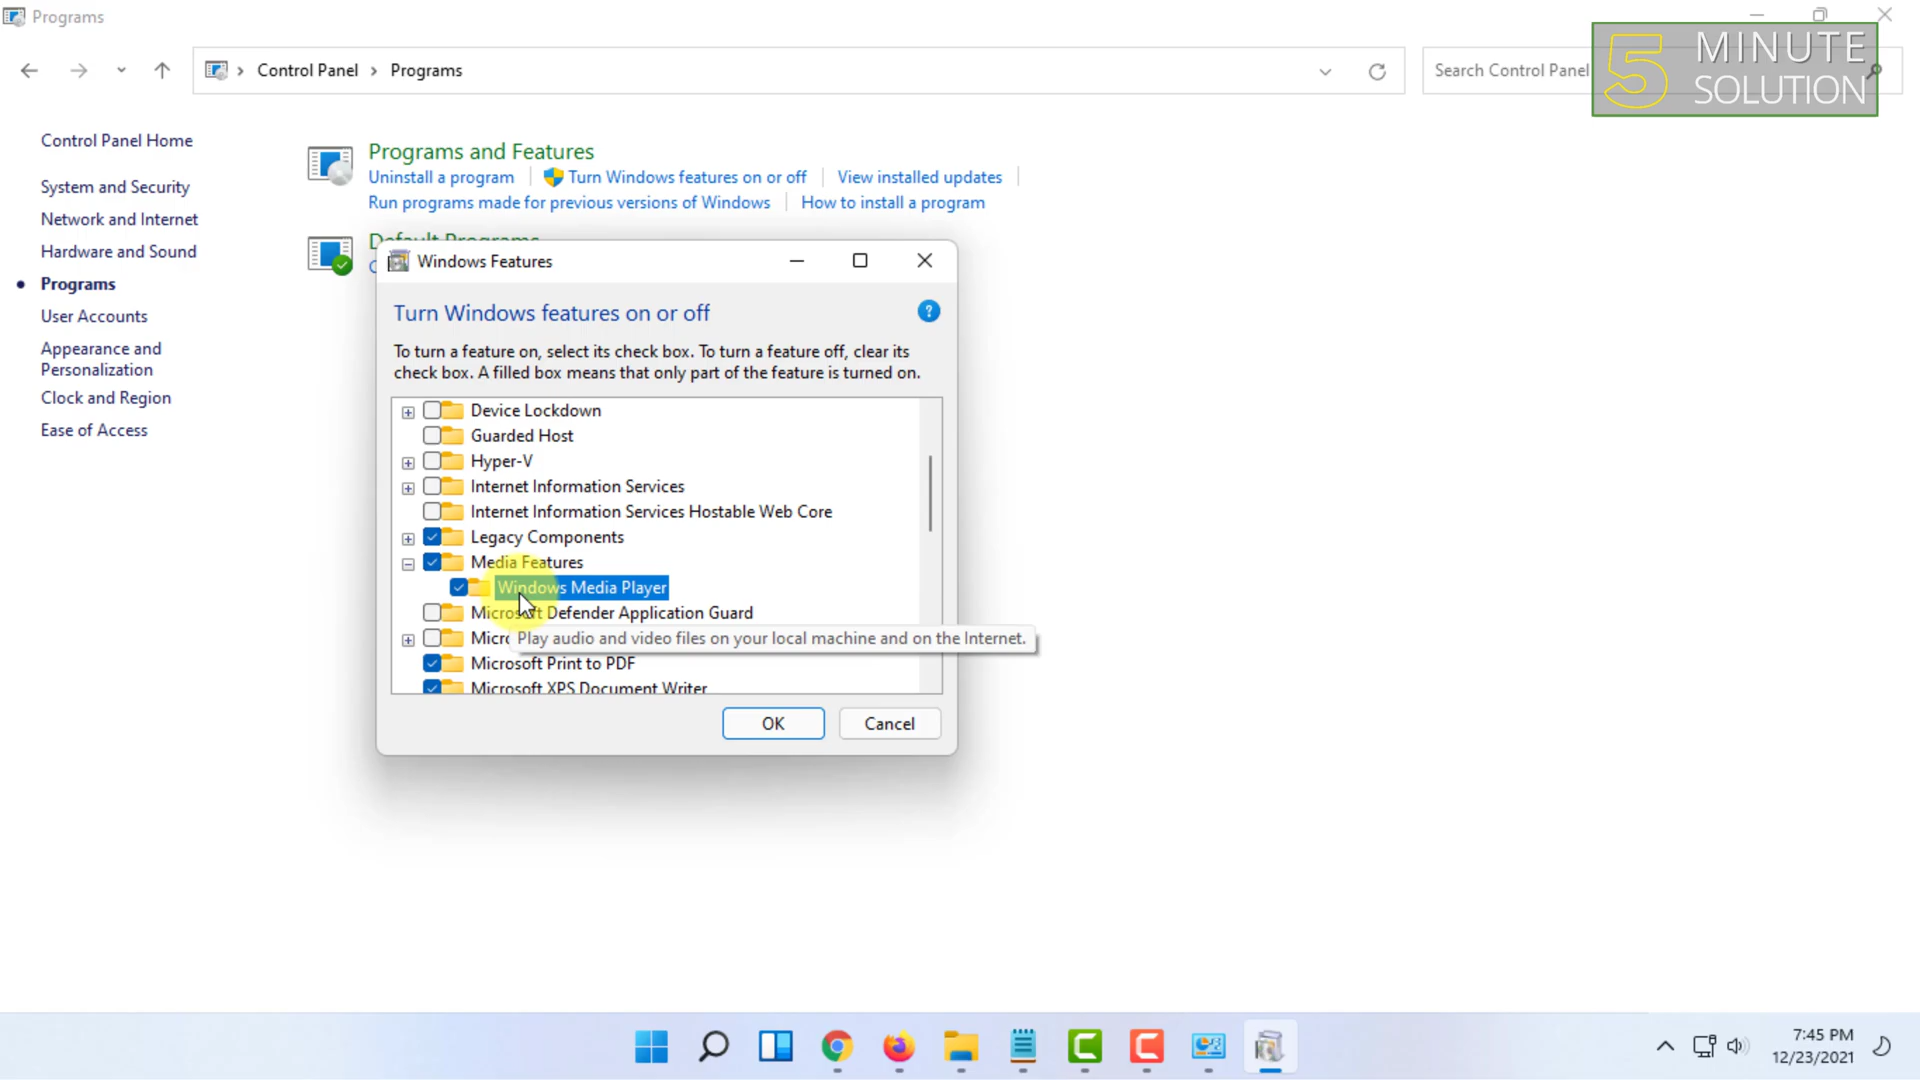 Programs
Control Panel > Programs
Search Control Panel
5 MINUTE
SOLUTION
Control Panel Home
System and Security
Network and Internet
Hardware and Sound
Programs
User Accounts
Appearance and
Personalization
Clock and Region
Ease of Access
Programs and Features
Uninstall a program
Turn Windows features on or off
View installed updates
Run programs made for previous versions of Windows
How to install a program
Default Programs
Windows Features
Turn Windows features on or off
?
To turn a feature on, select its check box. To turn a feature off, clear its
check box. A filled box means that only part of the feature is turned on.
Device Lockdown
Guarded Host
Hyper-V
Internet Information Services
Internet Information Services Hostable Web Core
Legacy Components
Media Features
Windows Media Player
Microsoft Defender Application Guard
Micro
Play audio and video files on your local machine and on the Internet.
Microsoft Print to PDF
Microsoft XPS Document Writer
OK
Cancel
7:45 PM
12/23/2021